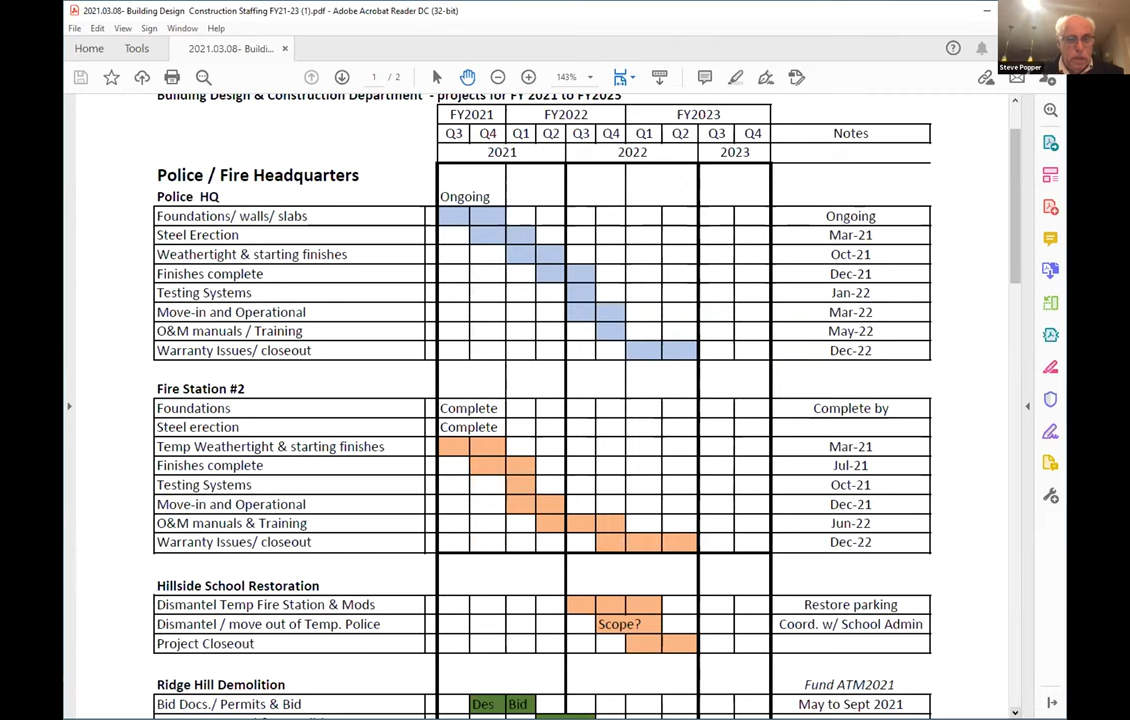 2021.03.08- Building Design Construction Staffing FY21-23 (1).pdf - Adobe Acrobat Reader DC (32-bit)
File Edit View Sign Window Help
Home Tools 2021.03.08- Buildi... ×
1 / 2 143%
Steve Popper
Building Design & Construction Department - projects for FY 2021 to FY2023
FY2021 FY2022 FY2023
Q3 Q4 Q1 Q2 Q3 Q4 Q1 Q2 Q3 Q4 Notes
2021 2022 2023
Police / Fire Headquarters
Police HQ Ongoing
Foundations/ walls/ slabs Ongoing
Steel Erection Mar-21
Weathertight & starting finishes Oct-21
Finishes complete Dec-21
Testing Systems Jan-22
Move-in and Operational Mar-22
O&M manuals / Training May-22
Warranty Issues/ closeout Dec-22
Fire Station #2
Foundations Complete Complete by
Steel erection Complete
Temp Weathertight & starting finishes Mar-21
Finishes complete Jul-21
Testing Systems Oct-21
Move-in and Operational Dec-21
O&M manuals & Training Jun-22
Warranty Issues/ closeout Dec-22
Hillside School Restoration
Dismantel Temp Fire Station & Mods Restore parking
Dismantel / move out of Temp. Police Scope? Coord. w/ School Admin
Project Closeout
Ridge Hill Demolition Fund ATM2021
Bid Docs./ Permits & Bid Des Bid May to Sept 2021